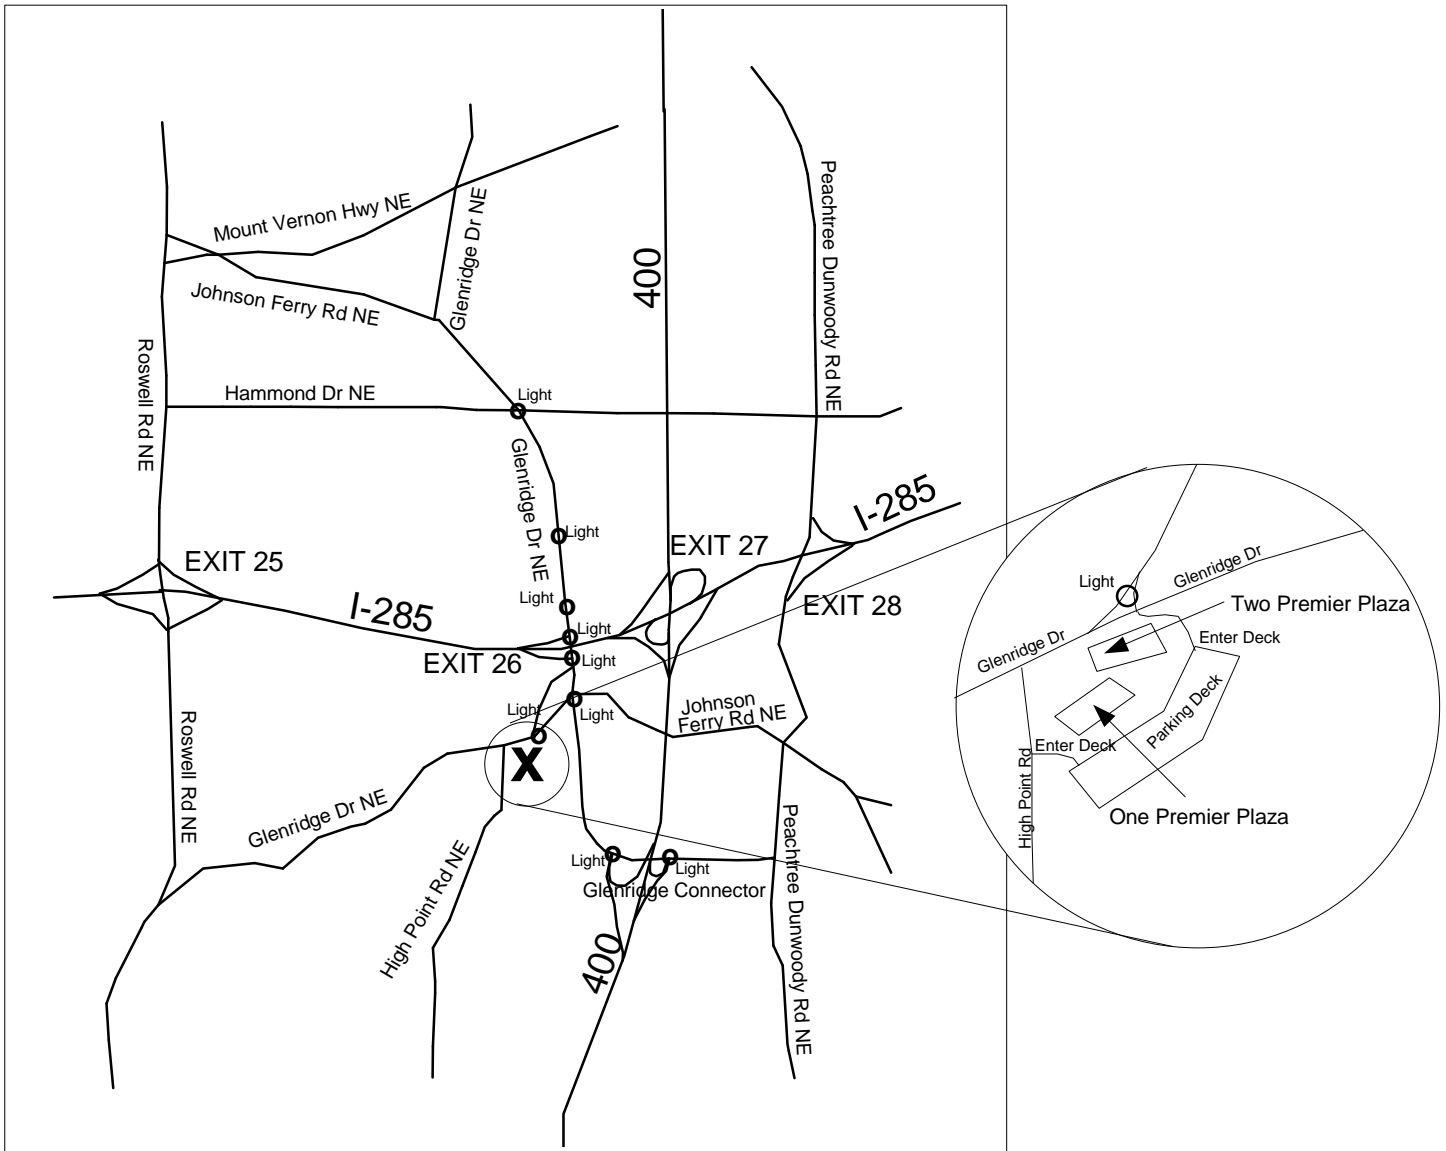 Mount Vernon Hwy NE
Glenridge Dr NE
Johnson Ferry Rd NE
400
Peachtree Dunwoody Rd NE
Roswell Rd NE
Hammond Dr NE
Light
Glenridge Dr NE
Light
I-285
EXIT 27
EXIT 25
Light
I-285
EXIT 28
Light
EXIT 26
Light
Light
Light
Johnson
Ferry Rd NE
X
Roswell Rd NE
Glenridge Dr NE
High Point Rd NE
Light
Light
Glenridge Connector
Peachtree Dunwoody Rd NE
400
Glenridge Dr
Light
Two Premier Plaza
Enter Deck
Glenridge Dr
Parking Deck
Enter Deck
High Point Rd
One Premier Plaza